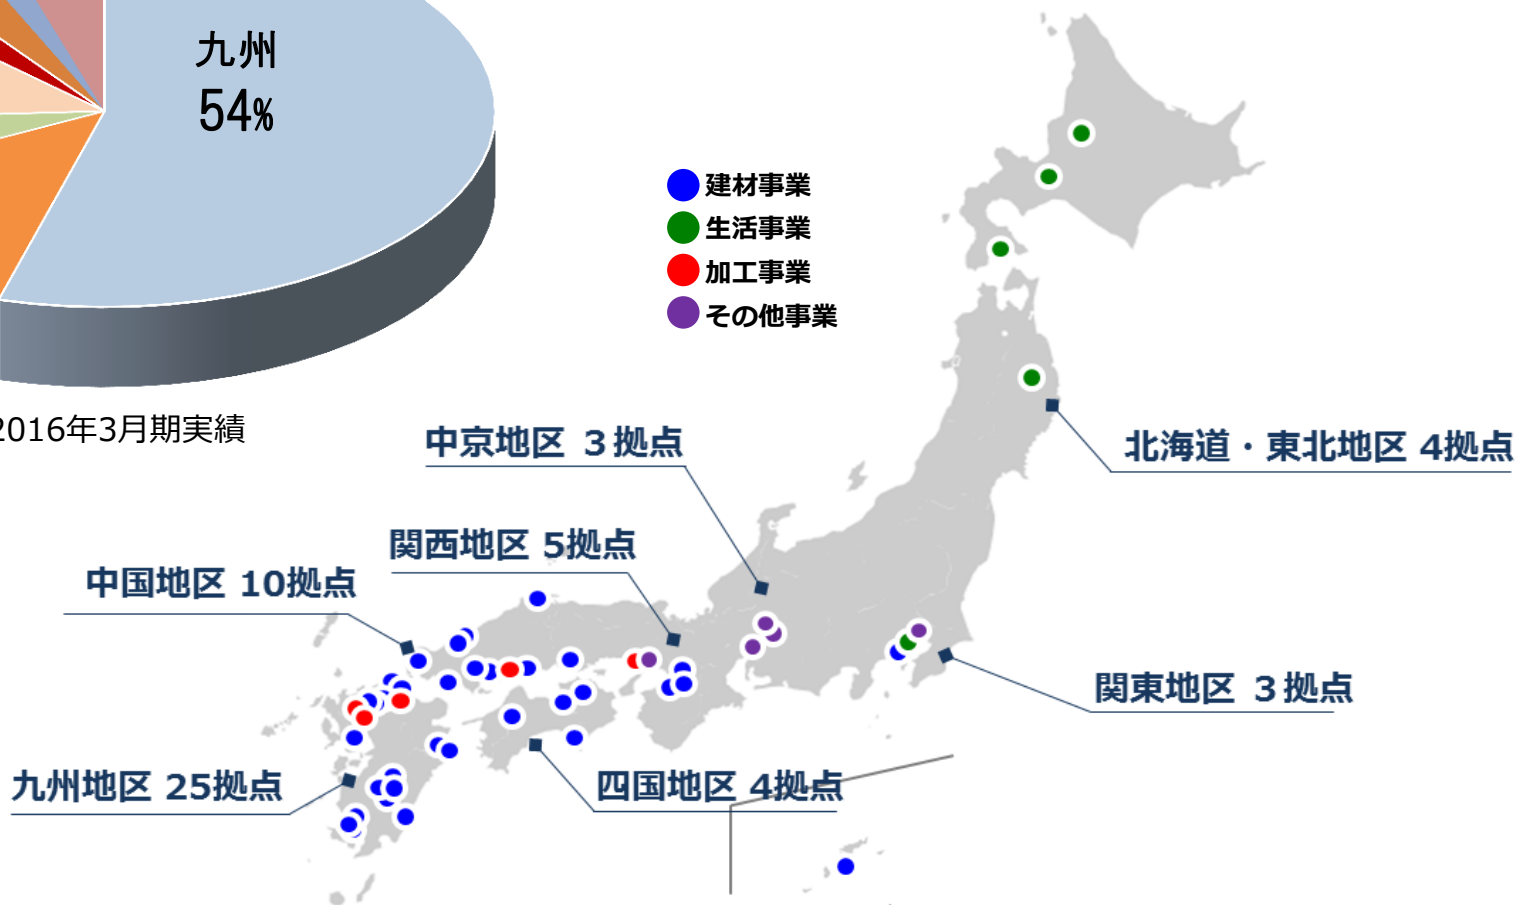 九州
54%
建材事業
生活事業
加工事業
その他事業
2016年3月期実績
中京地区 3拠点
北海道・東北地区 4拠点
関西地区 5拠点
中国地区 10拠点
関東地区 3拠点
九州地区 25拠点
四国地区 4拠点